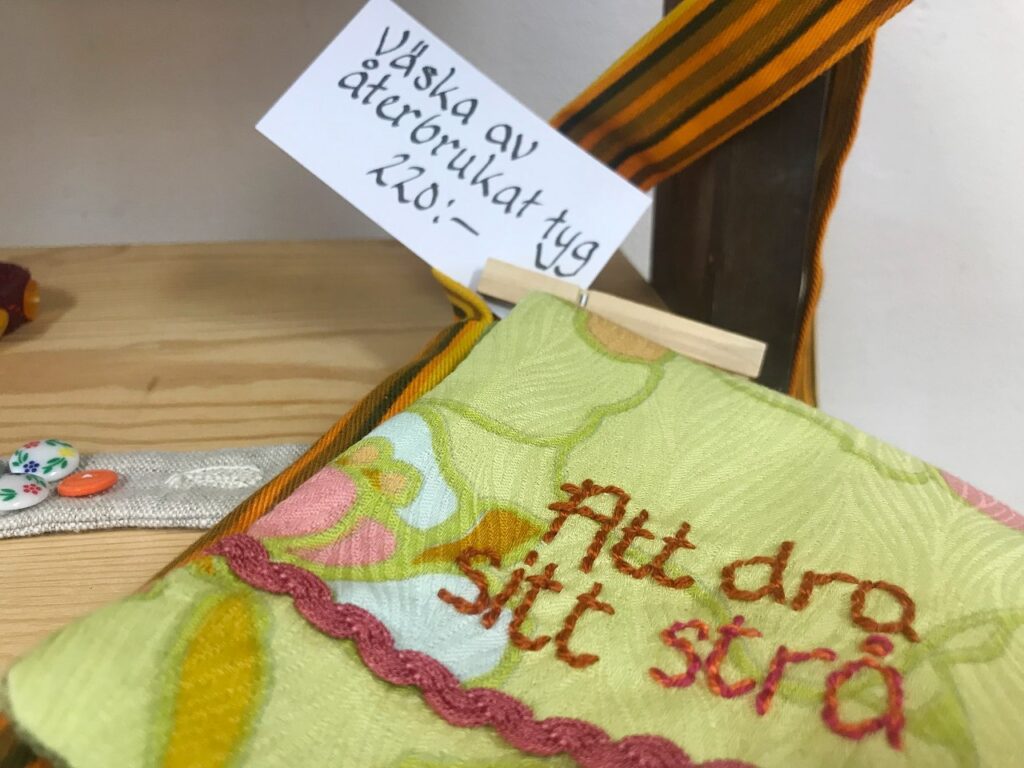 Väska av
återbrukat tyg
220:-
Att dra
sitt strå